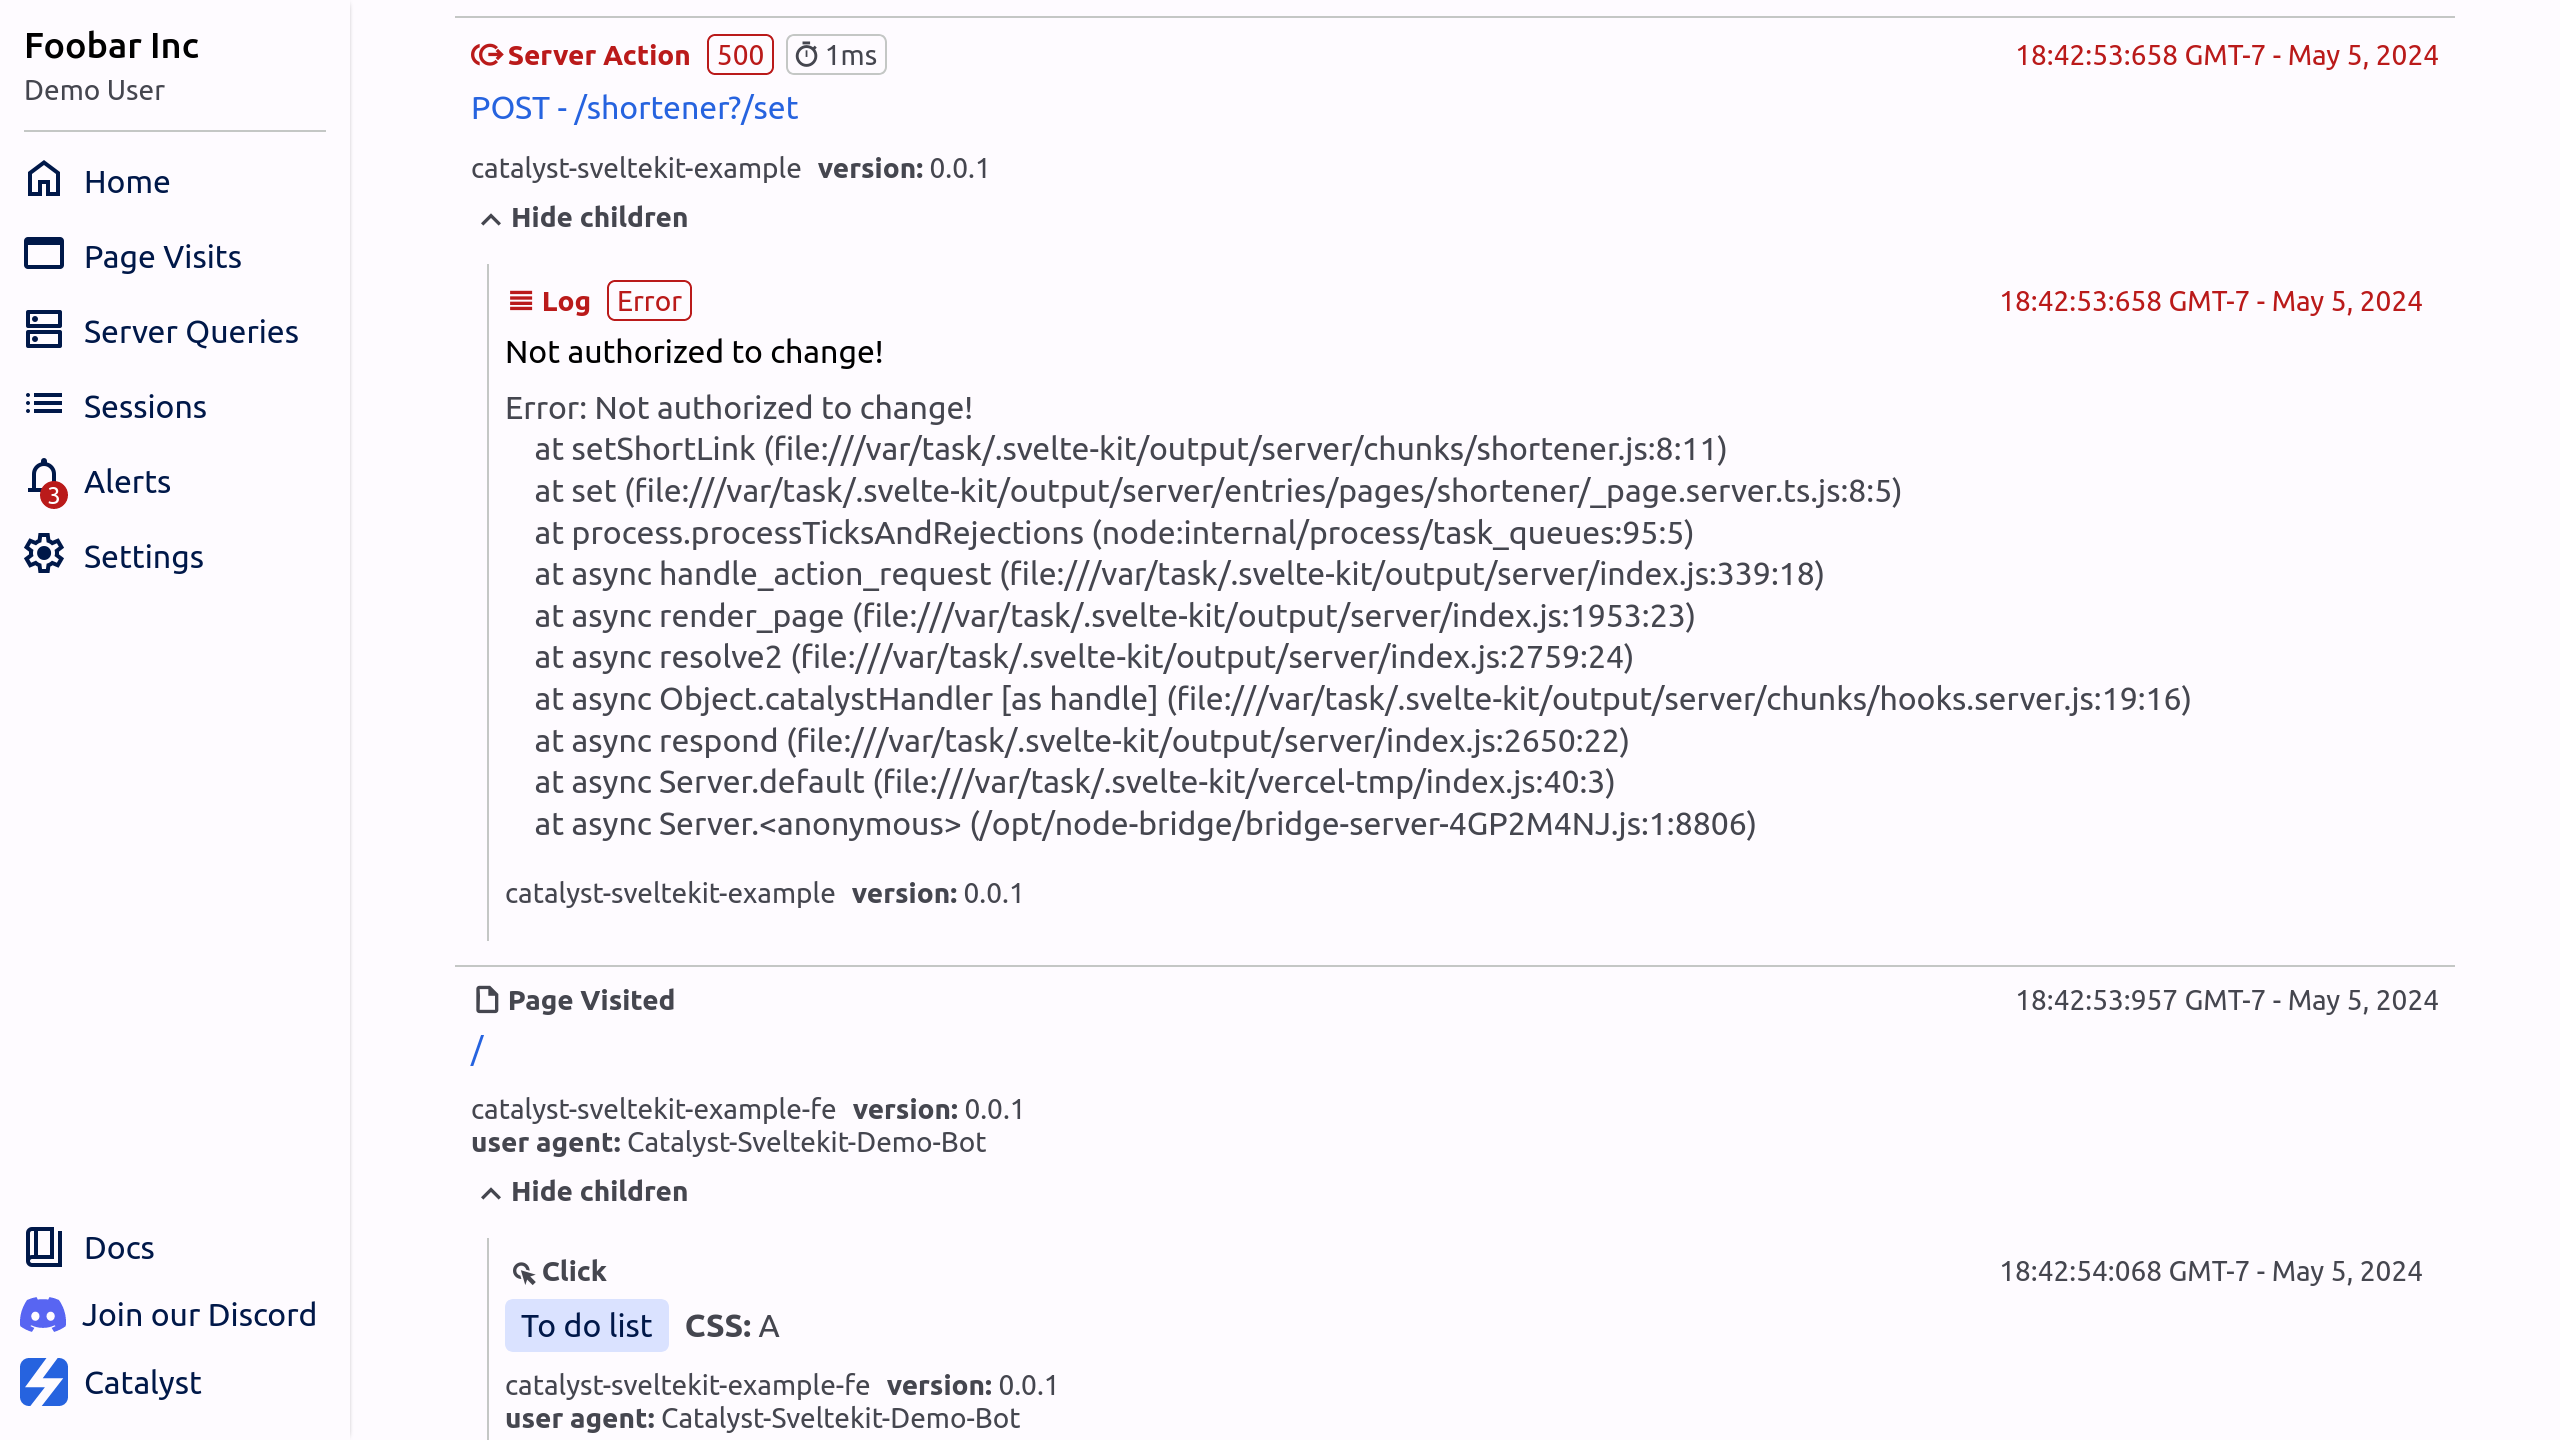 Foobar Inc
Demo User
Home
Page Visits
Server Queries
Sessions
3
Alerts
Settings
Docs
Join our Discord
Catalyst
Server Action 500 1ms 18:42:53:658 GMT-7 - May 5, 2024
POST - /shortener?/set
catalyst-sveltekit-example version: 0.0.1
Hide children
Log Error 18:42:53:658 GMT-7 - May 5, 2024
Not authorized to change!
Error: Not authorized to change!
at setShortLink (file:///var/task/.svelte-kit/output/server/chunks/shortener.js:8:11)
at set (file:///var/task/.svelte-kit/output/server/entries/pages/shortener/_page.server.ts.js:8:5)
at process.processTicksAndRejections (node:internal/process/task_queues:95:5)
at async handle_action_request (file:///var/task/.svelte-kit/output/server/index.js:339:18)
at async render_page (file:///var/task/.svelte-kit/output/server/index.js:1953:23)
at async resolve2 (file:///var/task/.svelte-kit/output/server/index.js:2759:24)
at async Object.catalystHandler [as handle] (file:///var/task/.svelte-kit/output/server/chunks/hooks.server.js:19:16)
at async respond (file:///var/task/.svelte-kit/output/server/index.js:2650:22)
at async Server.default (file:///var/task/.svelte-kit/vercel-tmp/index.js:40:3)
at async Server.<anonymous> (/opt/node-bridge/bridge-server-4GP2M4NJ.js:1:8806)
catalyst-sveltekit-example version: 0.0.1
Page Visited 18:42:53:957 GMT-7 - May 5, 2024
/
catalyst-sveltekit-example-fe version: 0.0.1
user agent: Catalyst-Sveltekit-Demo-Bot
Hide children
Click 18:42:54:068 GMT-7 - May 5, 2024
To do list CSS: A
catalyst-sveltekit-example-fe version: 0.0.1
user agent: Catalyst-Sveltekit-Demo-Bot